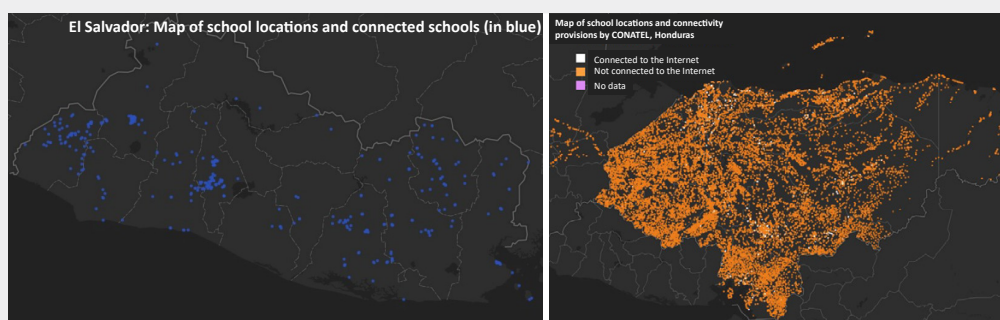 El Salvador: Map of school locations and connected schools (in blue)
Map of school locations and connectivity
provisions by CONATEL, Honduras
Connected to the Internet
Not connected to the Internet
No data